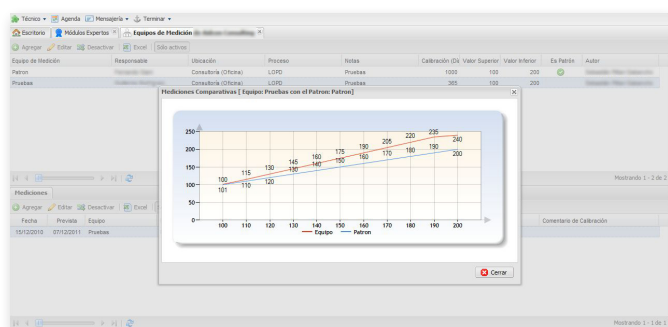 Técnico Agenda Mensajería Terminar
Escritorio Módulos Expertos Equipos de Medición
Agregar Editar Desactivar Excel Sólo activos
Equipo de Medición Responsable Ubicación Proceso Notas Calibración (Dí Valor Superior Valor Inferior Es Patrón Autor
Patron Consultoría (Oficina) LOPD Pruebas 1000 100 200
Pruebas Consultoría (Oficina) LOPD Pruebas 365 100 200
Mediciones Comparativas [ Equipo: Pruebas con el Patron: Patron]
250
200
150
100
50
0
100 115 130 145 160 175 190 205 220 235 240
101 110 120 130 140 150 160 170 180 190 200
100 110 120 130 140 150 160 170 180 190 200
Equipo Patron
Cerrar
Mostrando 1 - 2 de 2
Mediciones
Agregar Editar Desactivar Excel
Fecha Prevista Equipo Comentario de Calibración
15/12/2010 07/12/2011 Pruebas
Mostrando 1 - 1 de 1